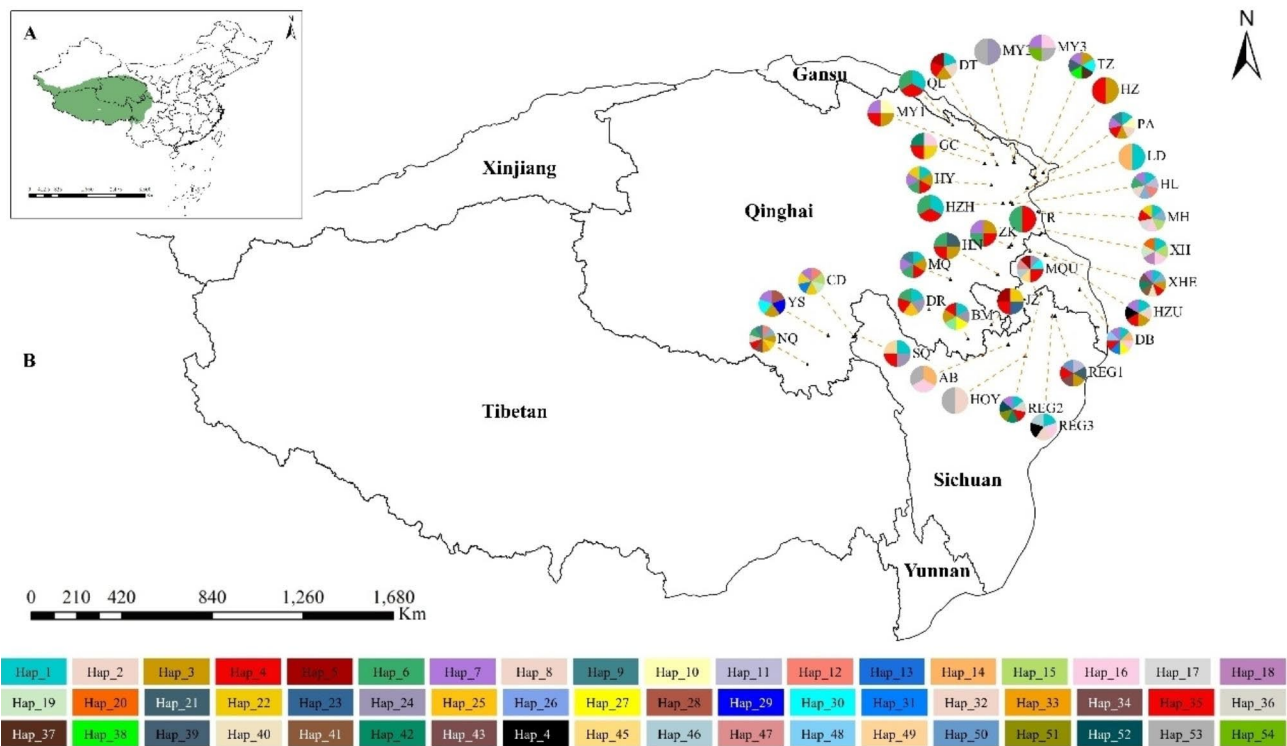 A
N
MY2
MY3
DT
TZ
Gansu
QL
HZ
MY1
PA
GC
LD
Xinjiang
HY
HL
Qinghai
HZH
TR
MH
ZK
XH
HN
MQ
MQU
XHE
CD
YS
DR
BM
JZ
HZU
NQ
DB
B
SQ
AB
REG1
Tibetan
HOY
REG2
REG3
Sichuan
Yunnan
0 210 420 840 1,260 1,680
Km
Hap_1 Hap_2 Hap_3 Hap_4 Hap_5 Hap_6 Hap_7 Hap_8 Hap_9 Hap_10 Hap_11 Hap_12 Hap_13 Hap_14 Hap_15 Hap_16 Hap_17 Hap_18
Hap_19 Hap_20 Hap_21 Hap_22 Hap_23 Hap_24 Hap_25 Hap_26 Hap_27 Hap_28 Hap_29 Hap_30 Hap_31 Hap_32 Hap_33 Hap_34 Hap_35 Hap_36
Hap_37 Hap_38 Hap_39 Hap_40 Hap_41 Hap_42 Hap_43 Hap_4 Hap_45 Hap_46 Hap_47 Hap_48 Hap_49 Hap_50 Hap_51 Hap_52 Hap_53 Hap_54